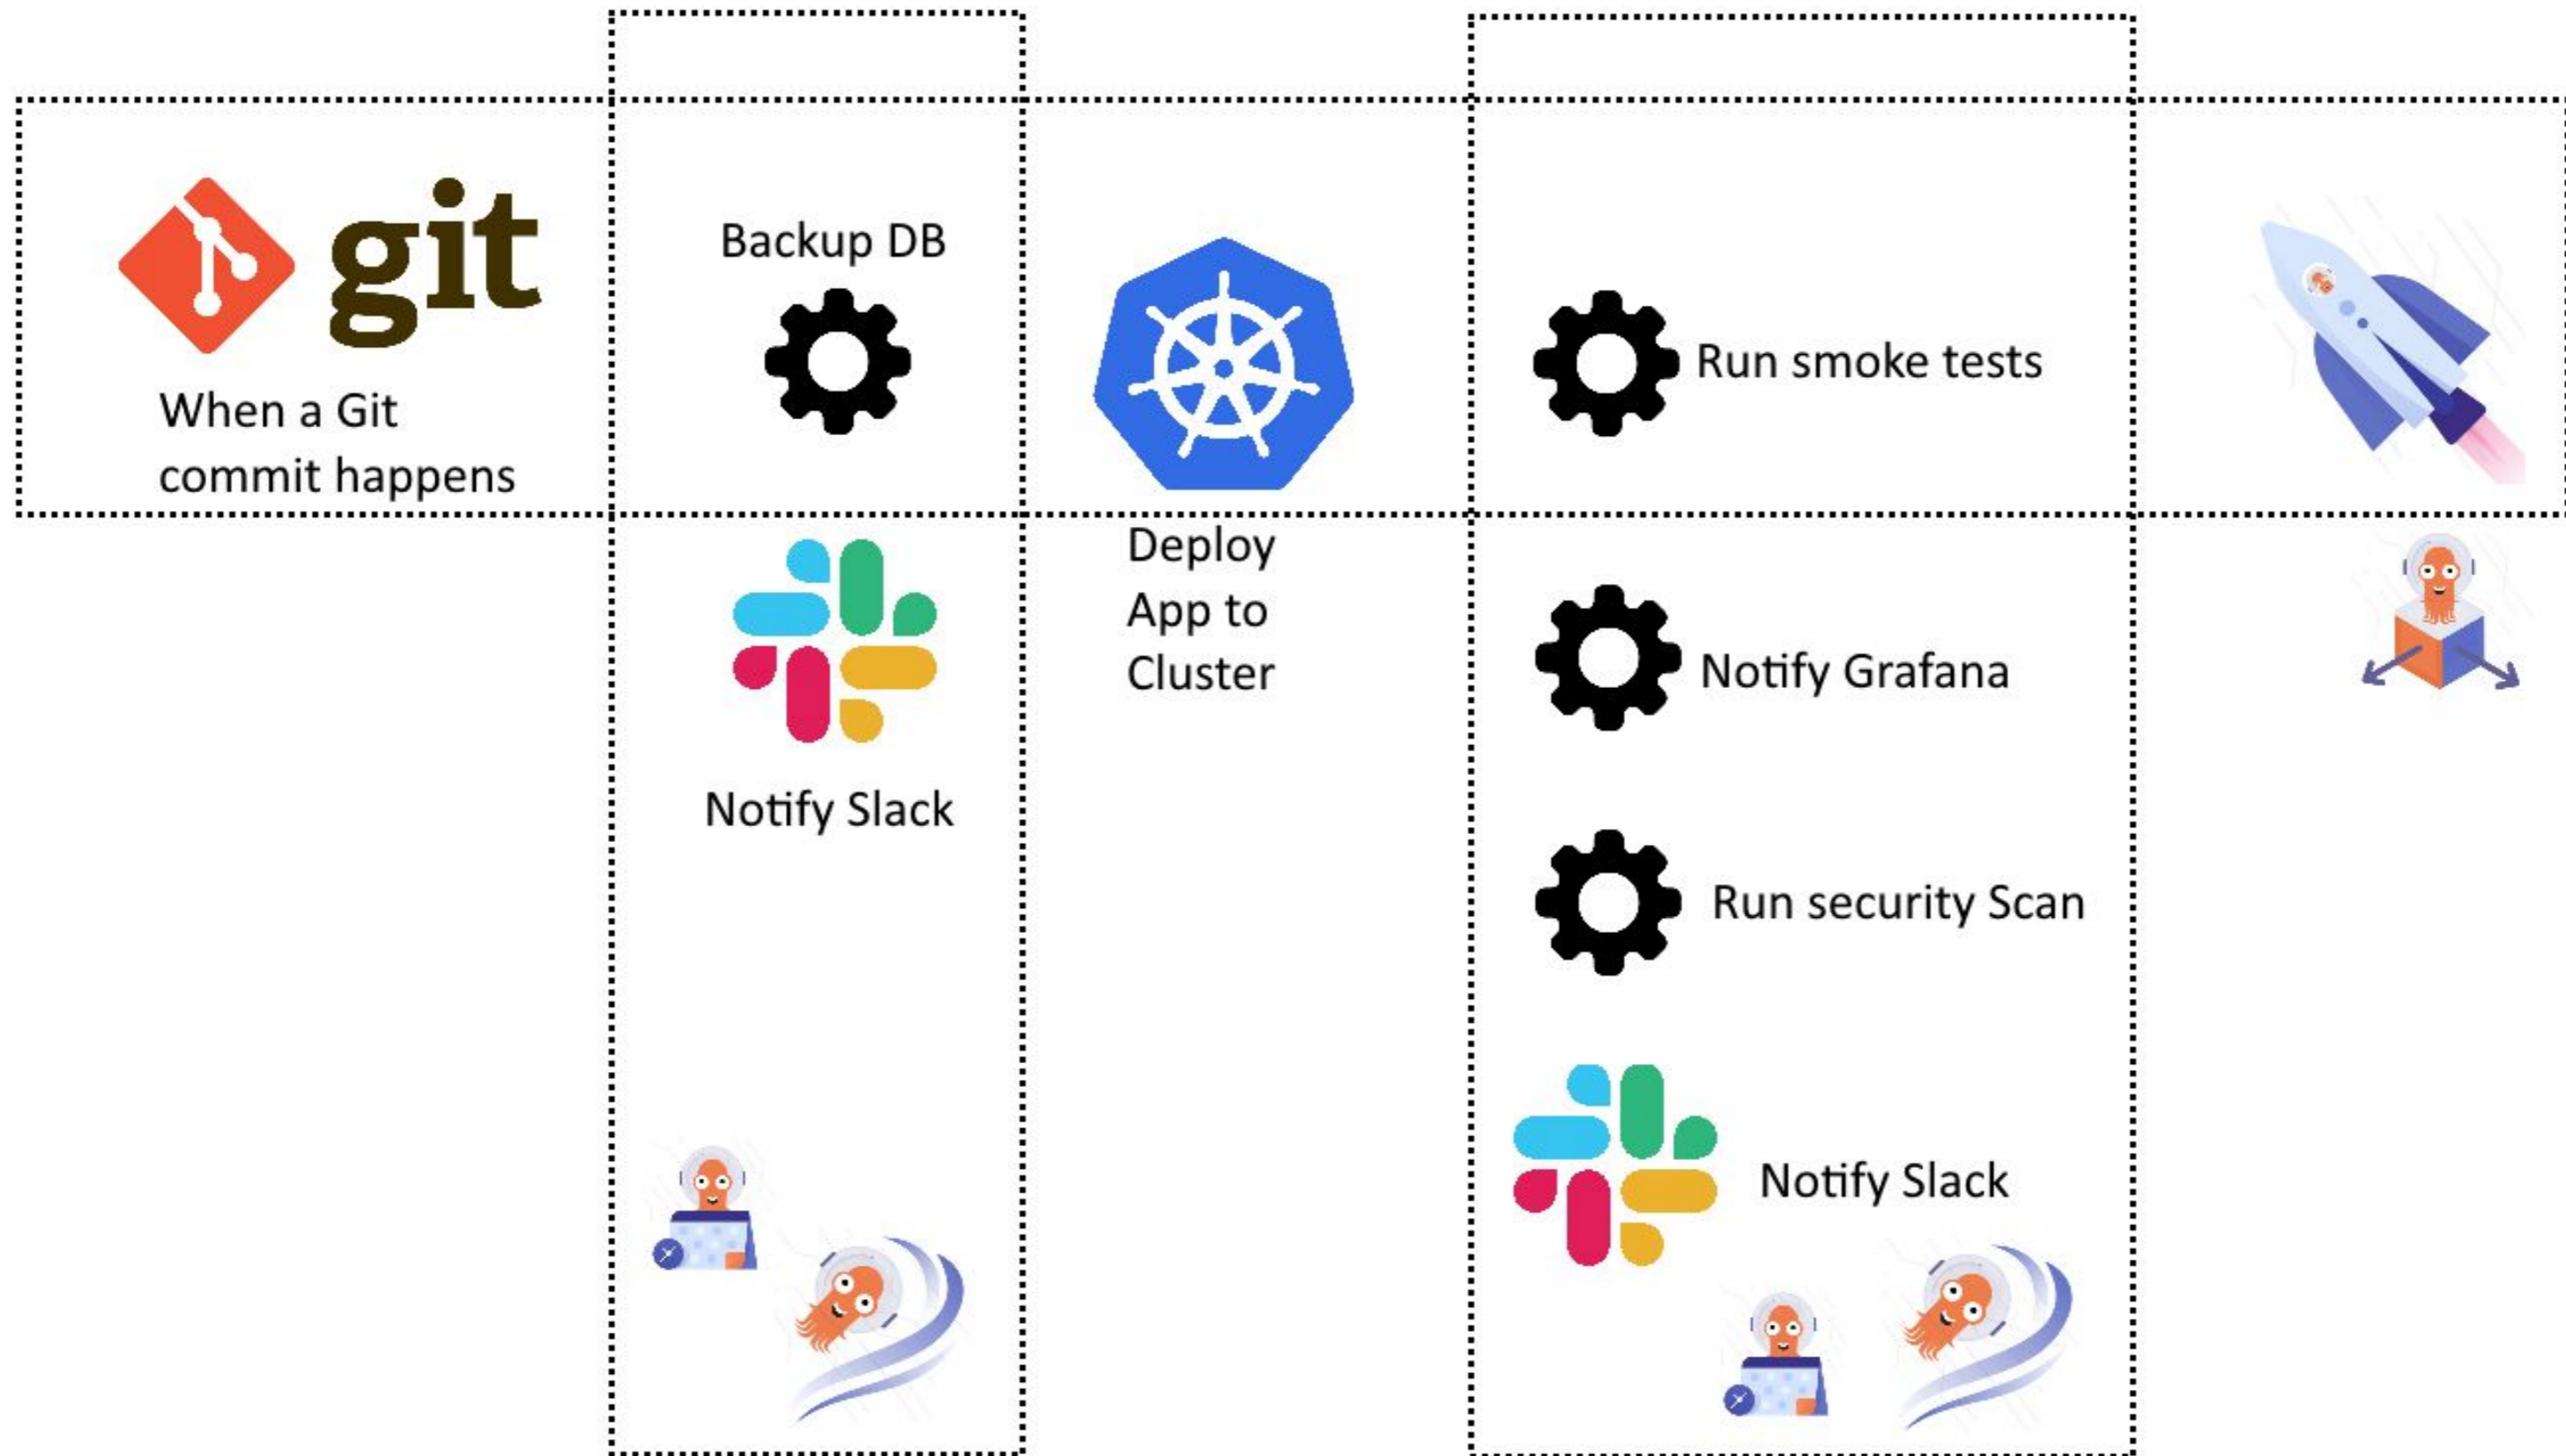 git
When a Git
commit happens
Backup DB
Notify Slack
Deploy
App to
Cluster
Run smoke tests
Notify Grafana
Run security Scan
Notify Slack